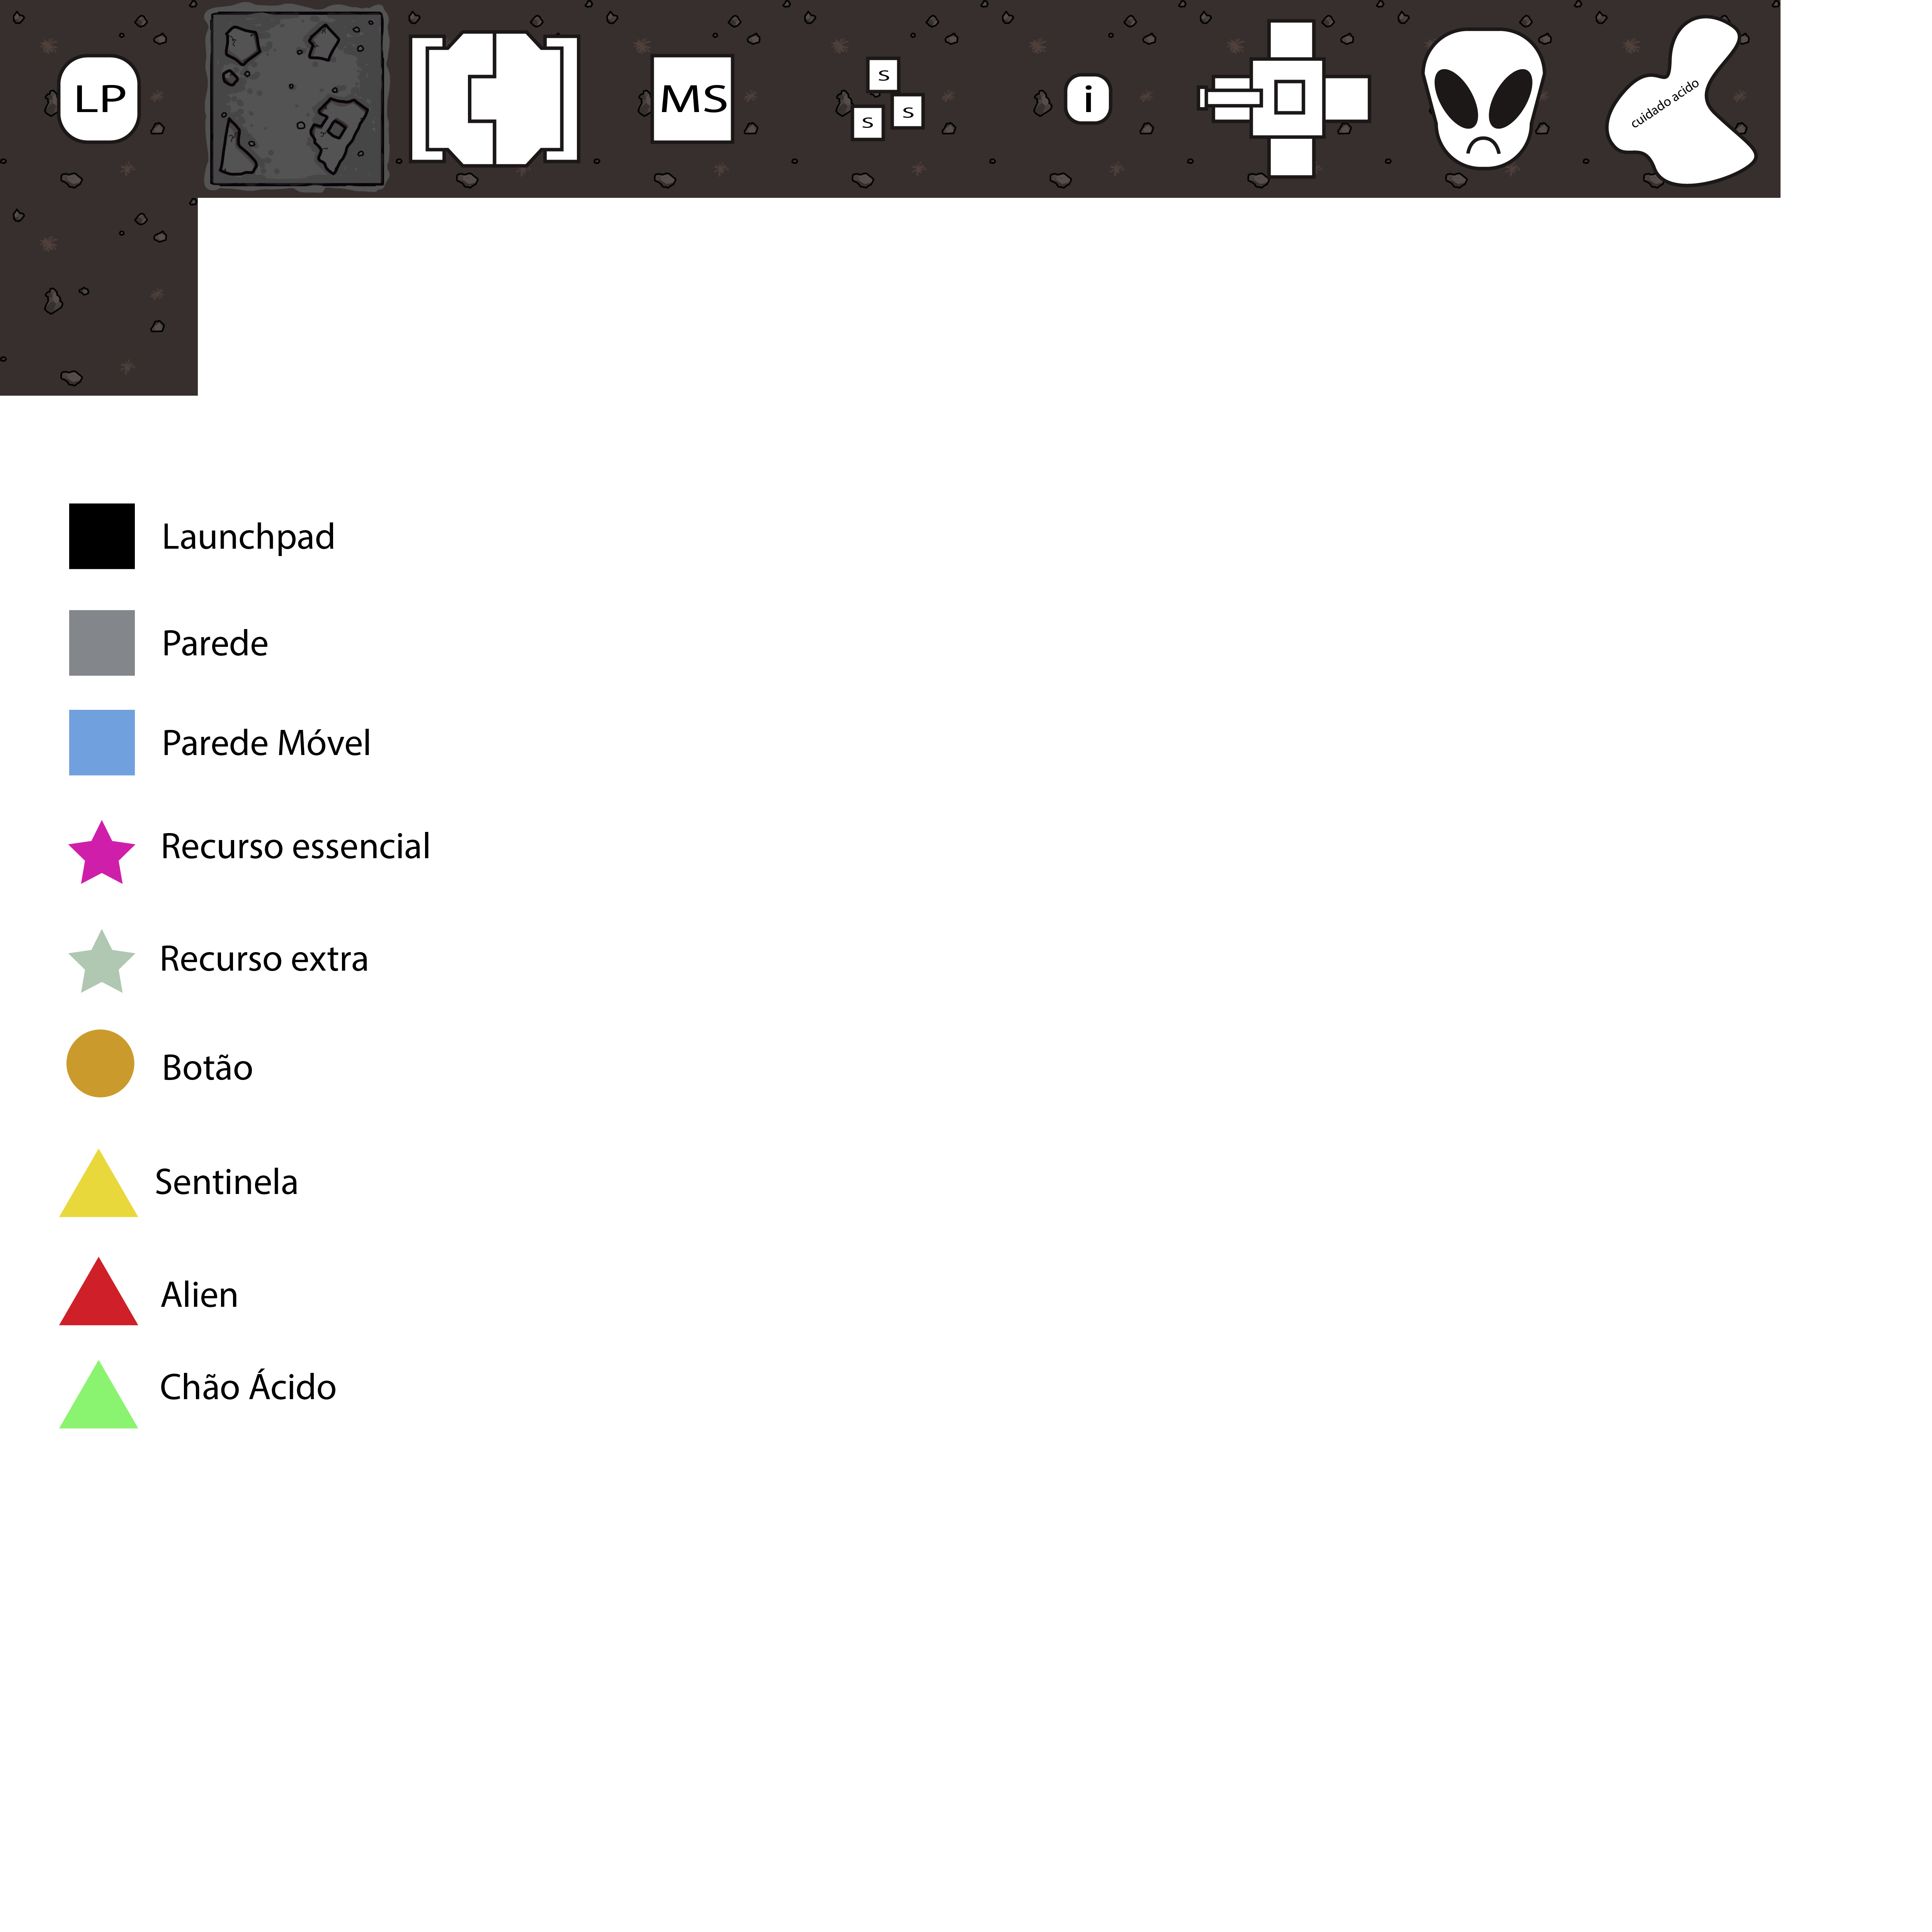 LP
MS
s
s
s
i
cuidado acido
Launchpad
Parede
Parede Móvel
Recurso essencial
Recurso extra
Botão
Sentinela
Alien
Chão Ácido